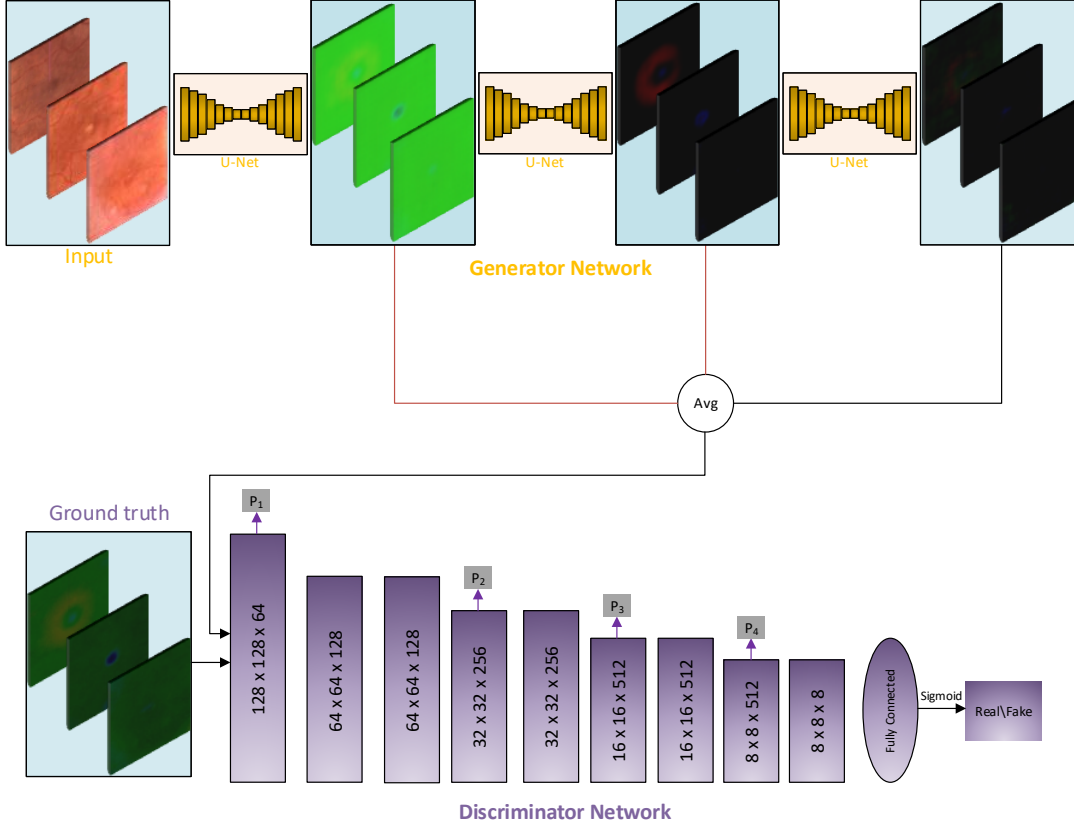 U-Net
U-Net
U-Net
Input
Generator Network
Avg
Ground truth
P1
P2
P3
P4
128 x 128 x 64
64 x 64 x 128
64 x 64 x 128
32 x 32 x 256
32 x 32 x 256
16 x 16 x 512
16 x 16 x 512
8 x 8 x 512
8 x 8 x 8
Fully Connected
Sigmoid
Real\Fake
Discriminator Network